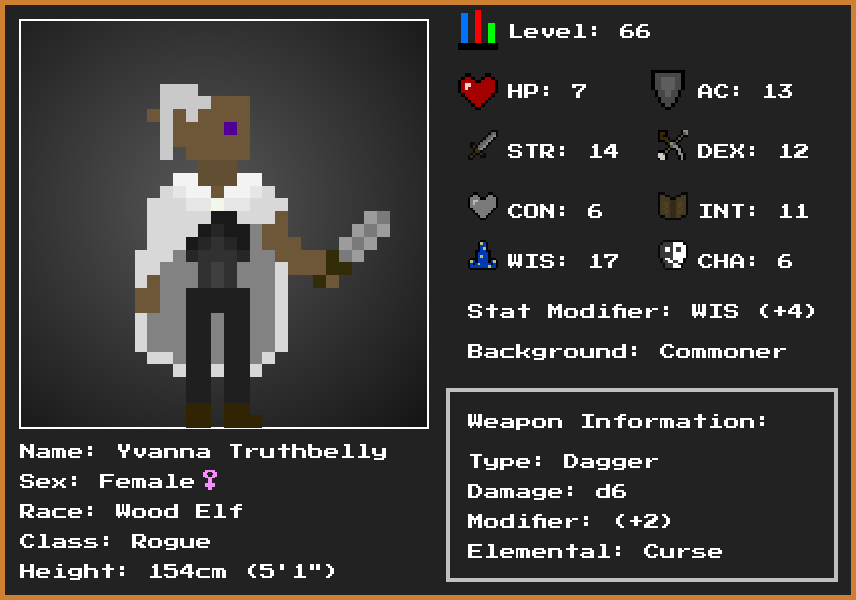 Level: 66
HP: 7 AC: 13
STR: 14 DEX: 12
CON: 6 INT: 11
WIS: 17 CHA: 6
Stat Modifier: WIS (+4)
Background: Commoner
Weapon Information:
Type: Dagger
Damage: d6
Modifier: (+2)
Elemental: Curse
Name: Yvanna Truthbelly
Sex: Female♀
Race: Wood Elf
Class: Rogue
Height: 154cm (5'1")